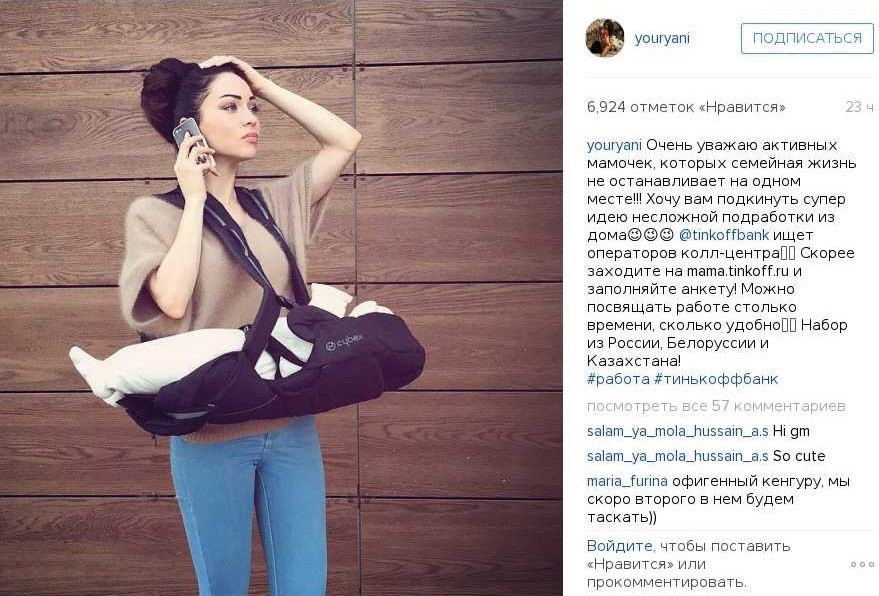 youryani
ПОДПИСАТЬСЯ
6,924 отметок «Нравится»
23 ч
youryani Очень уважаю активных
мамочек, которых семейная жизнь
не останавливает на одном
месте!!! Хочу вам подкинуть супер
идею несложной подработки из
дома😉😉😉 @tinkoffbank ищет
операторов колл-центра▯▯ Скорее
заходите на mama.tinkoff.ru и
заполняйте анкету! Можно
посвящать работе столько
времени, сколько удобно▯▯ Набор
из России, Белоруссии и
Казахстана!
#работа #тинькоффбанк
посмотреть все 57 комментариев
salam_ya_mola_hussain_a.s Hi gm
salam_ya_mola_hussain_a.s So cute
maria_furina офигенный кенгуру, мы
скоро второго в нем будем
таскать))
Войдите, чтобы поставить
«Нравится» или
прокомментировать.
cybex